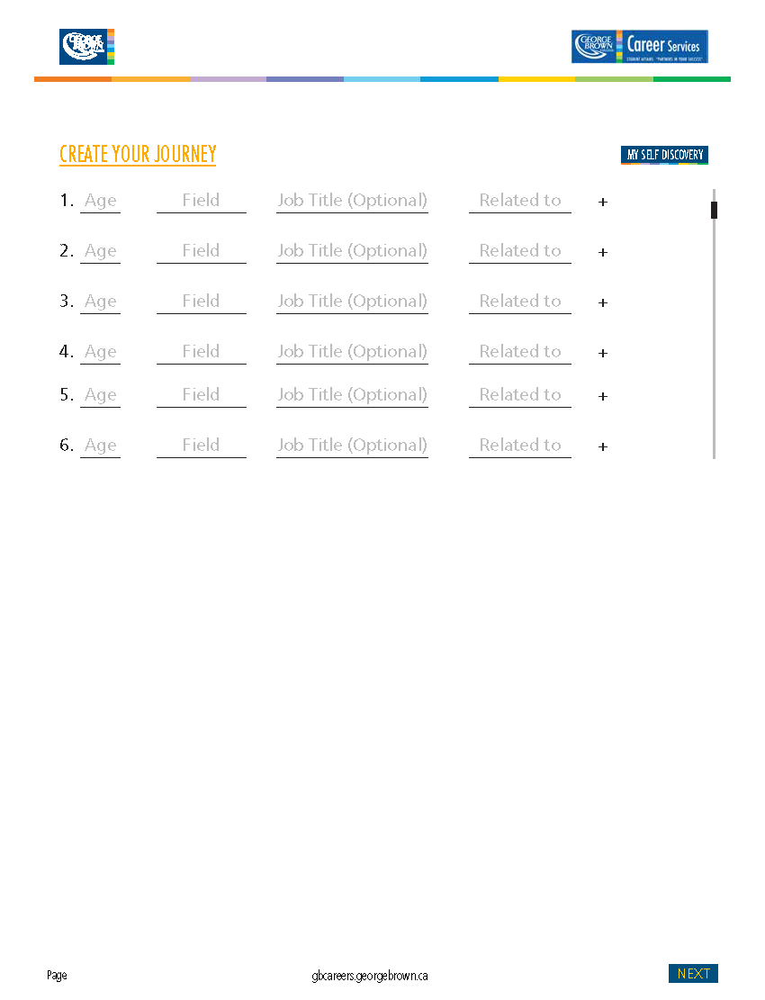 GEORGE BROWN
GEORGE BROWN COLLEGE Career Services
STUDENT AFFAIRS: "PARTNERS IN YOUR SUCCESS"
CREATE YOUR JOURNEY
MY SELF DISCOVERY
1. Age Field Job Title (Optional) Related to +
2. Age Field Job Title (Optional) Related to +
3. Age Field Job Title (Optional) Related to +
4. Age Field Job Title (Optional) Related to +
5. Age Field Job Title (Optional) Related to +
6. Age Field Job Title (Optional) Related to +
Page gbcareers.georgebrown.ca NEXT